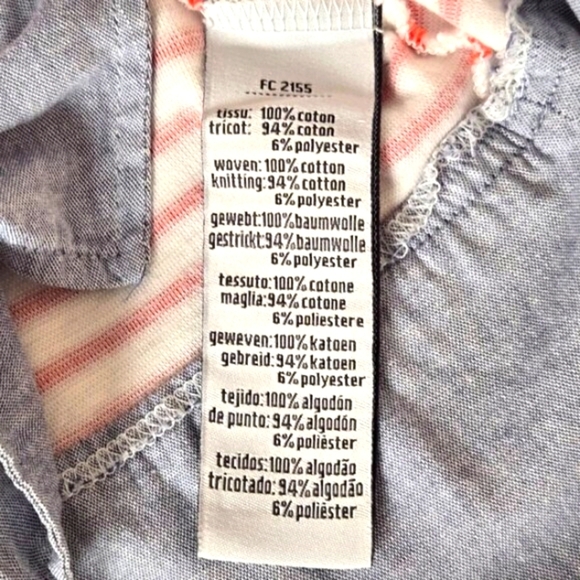 FC 2155
tissu: 100% coton
tricot: 94% coton
6% polyester
woven: 100% cotton
knitting: 94% cotton
6% polyester
gewebt: 100% baumwolle
gestrickt: 94% baumwolle
6% polyester
tessuto: 100% cotone
maglia: 94% cotone
6% poliestere
geweven: 100% katoen
gebreid: 94% katoen
6% polyester
tejido: 100% algodón
de punto: 94% algodón
6% polièster
tecidos: 100% algodão
tricotado: 94% algodão
6% polièster